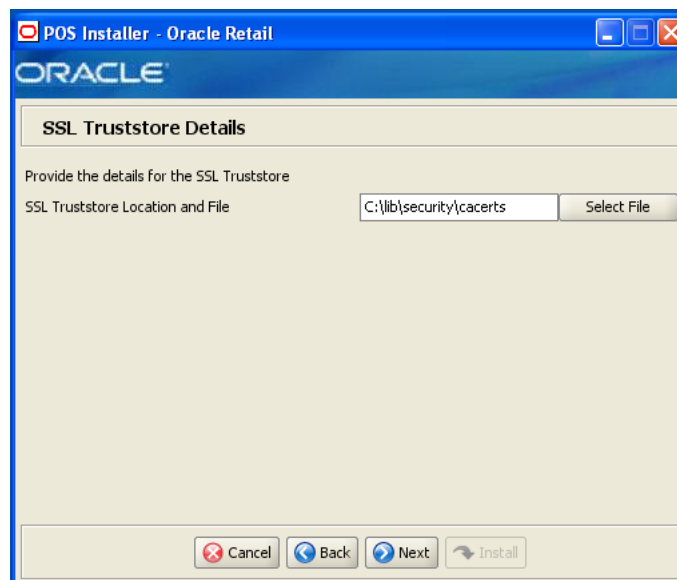 POS Installer - Oracle Retail
ORACLE
SSL Truststore Details
Provide the details for the SSL Truststore
SSL Truststore Location and File C:\lib\security\cacerts Select File
Cancel Back Next Install